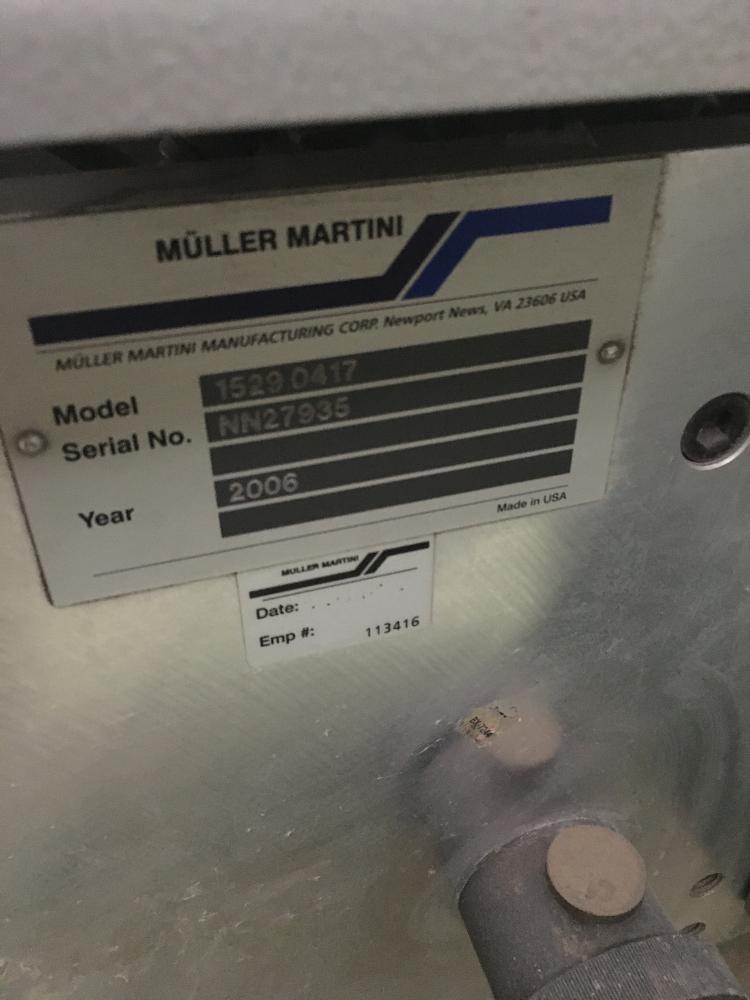 MÜLLER MARTINI
MÜLLER MARTINI MANUFACTURING CORP. Newport News, VA 23606 USA
Model 1529.0417
Serial No. NN27935
Year 2006
Made in USA
MULLER MARTINI
Date:
Emp #: 113416